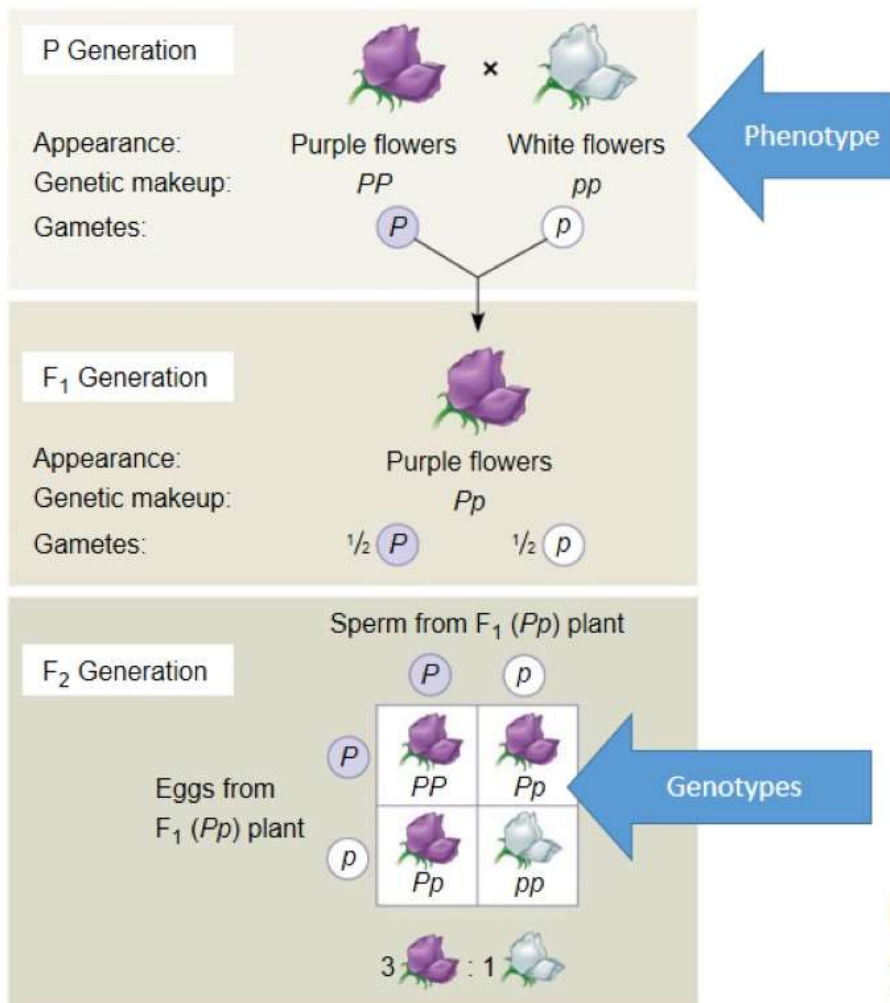 P Generation
×
Appearance: Purple flowers White flowers
Genetic makeup: PP pp
Gametes: P p
Phenotype
F₁ Generation
Appearance: Purple flowers
Genetic makeup: Pp
Gametes: ½ P ½ p
F₂ Generation
Sperm from F₁ (Pp) plant
P p
Eggs from
F₁ (Pp) plant
P
PP Pp
p
Pp pp
Genotypes
3 : 1